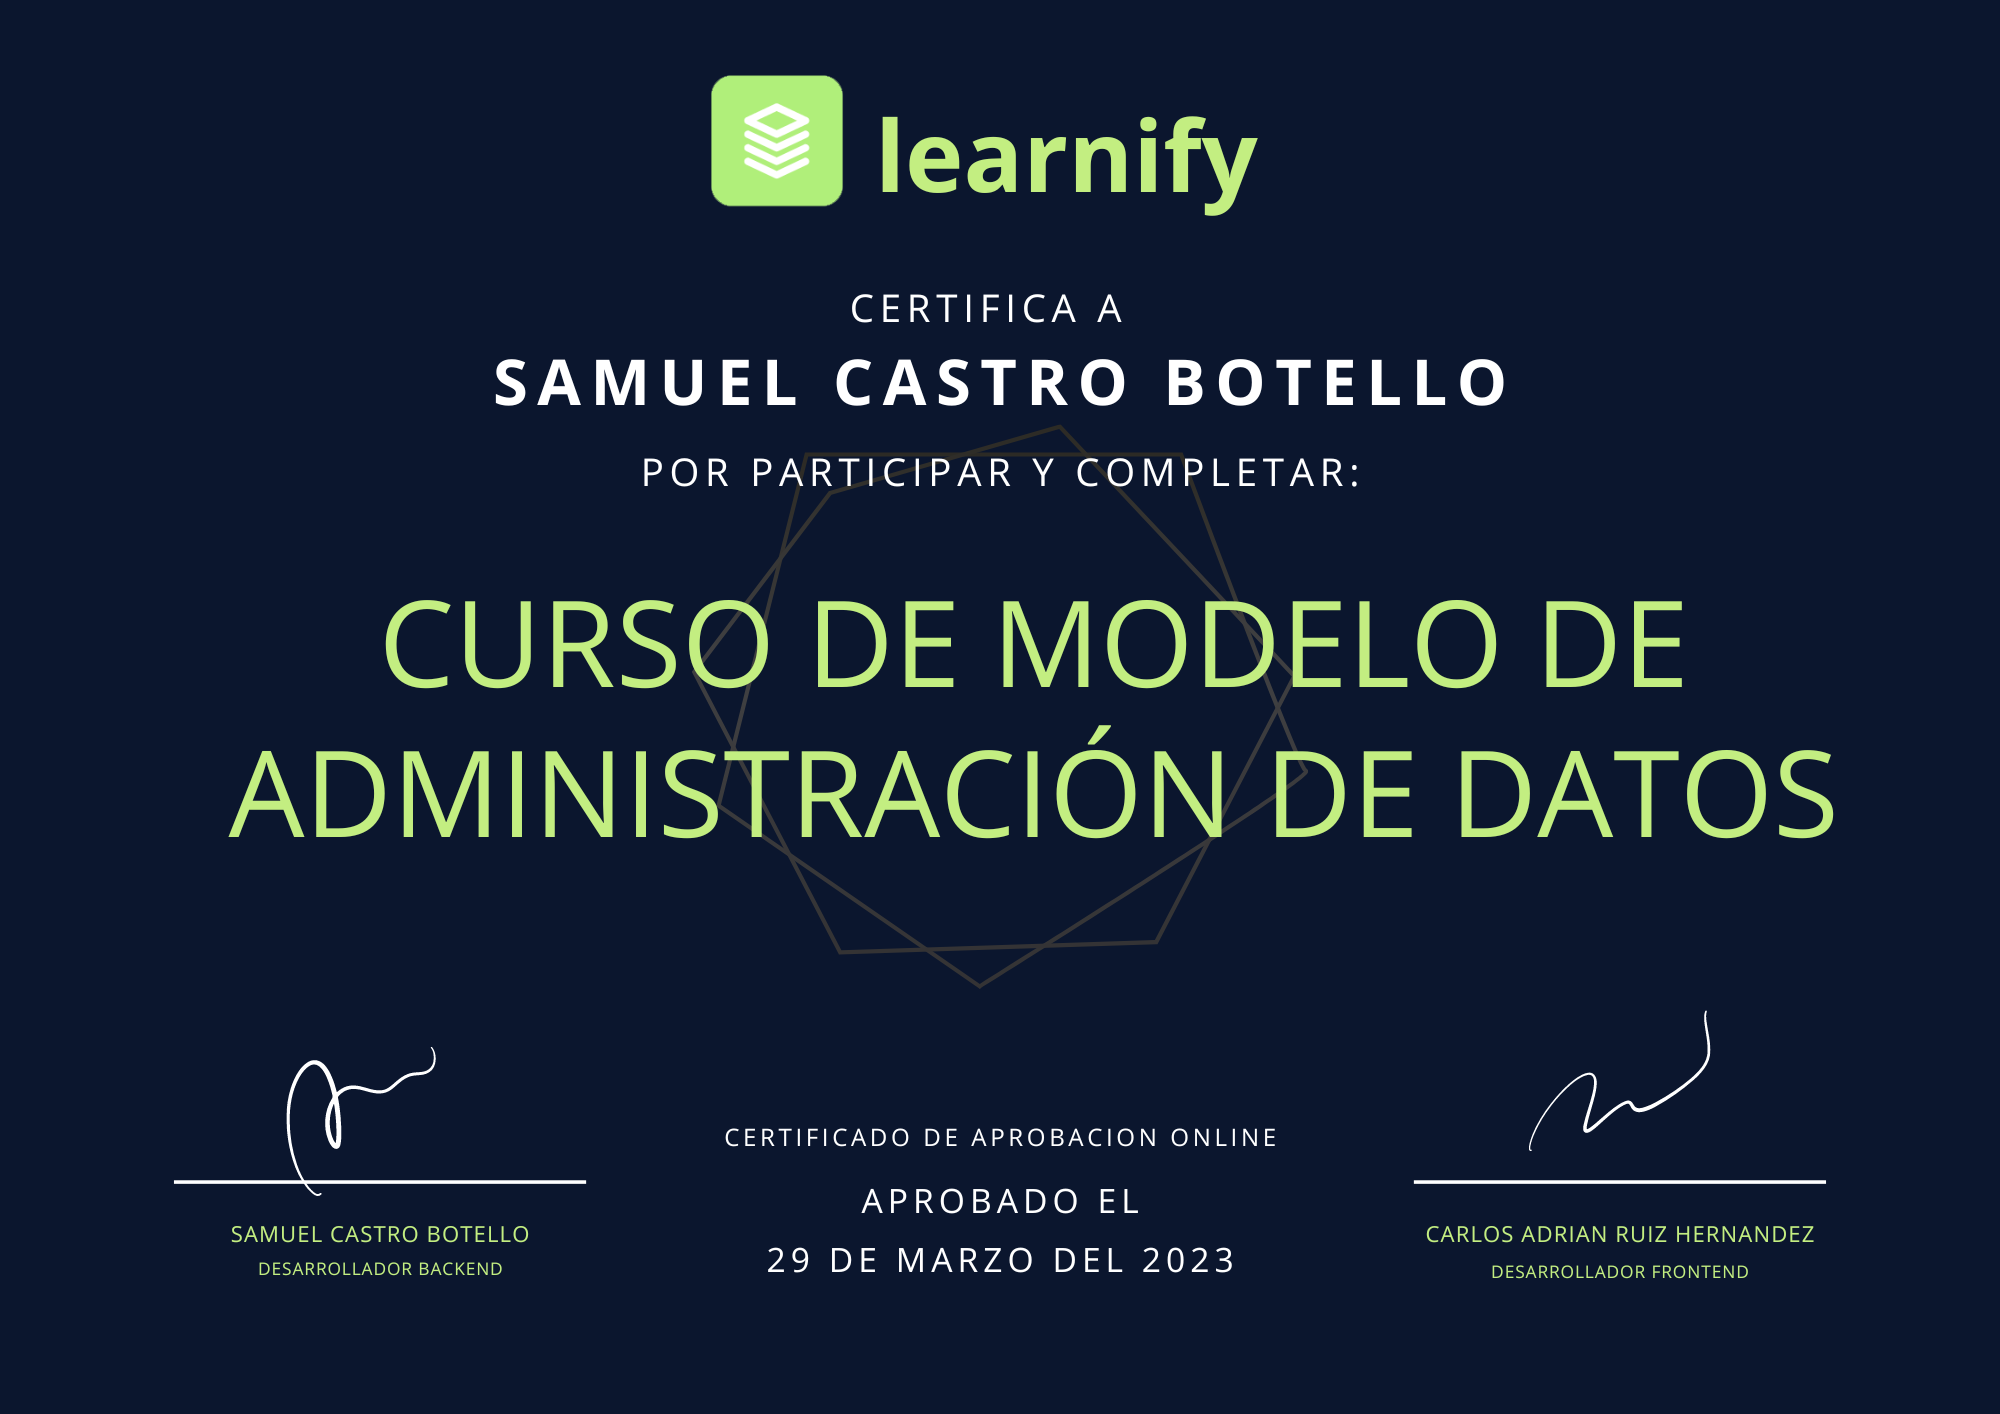 learnify
CERTIFICA A
SAMUEL CASTRO BOTELLO
POR PARTICIPAR Y COMPLETAR:
CURSO DE MODELO DE
ADMINISTRACIÓN DE DATOS
CERTIFICADO DE APROBACION ONLINE
APROBADO EL
29 DE MARZO DEL 2023
SAMUEL CASTRO BOTELLO
DESARROLLADOR BACKEND
CARLOS ADRIAN RUIZ HERNANDEZ
DESARROLLADOR FRONTEND